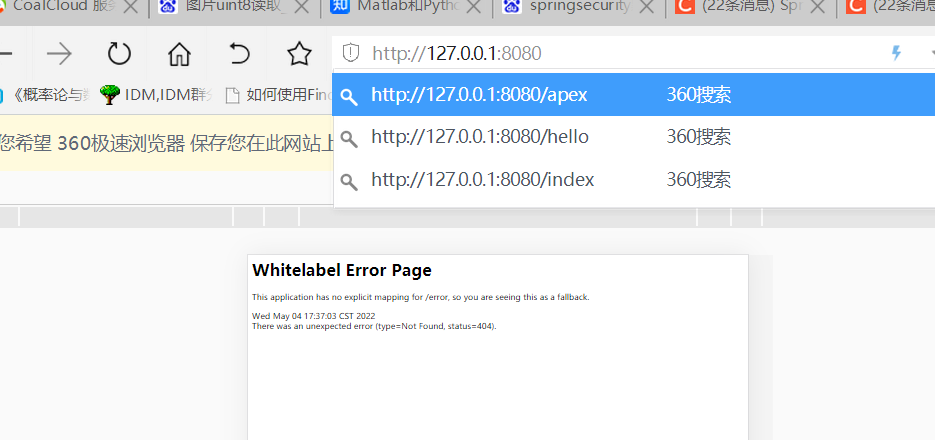 CoalCloud 服务
图片uint8读取_
Matlab和Pytho
springsecurity
(22条消息) Spr
(22条消息)
http://127.0.0.1:8080
《概率论与数
IDM,IDM群分
如何使用Find
http://127.0.0.1:8080/apex 360搜索
http://127.0.0.1:8080/hello 360搜索
http://127.0.0.1:8080/index 360搜索
您希望 360极速浏览器 保存您在此网站上
Whitelabel Error Page
This application has no explicit mapping for /error, so you are seeing this as a fallback.
Wed May 04 17:37:03 CST 2022
There was an unexpected error (type=Not Found, status=404).